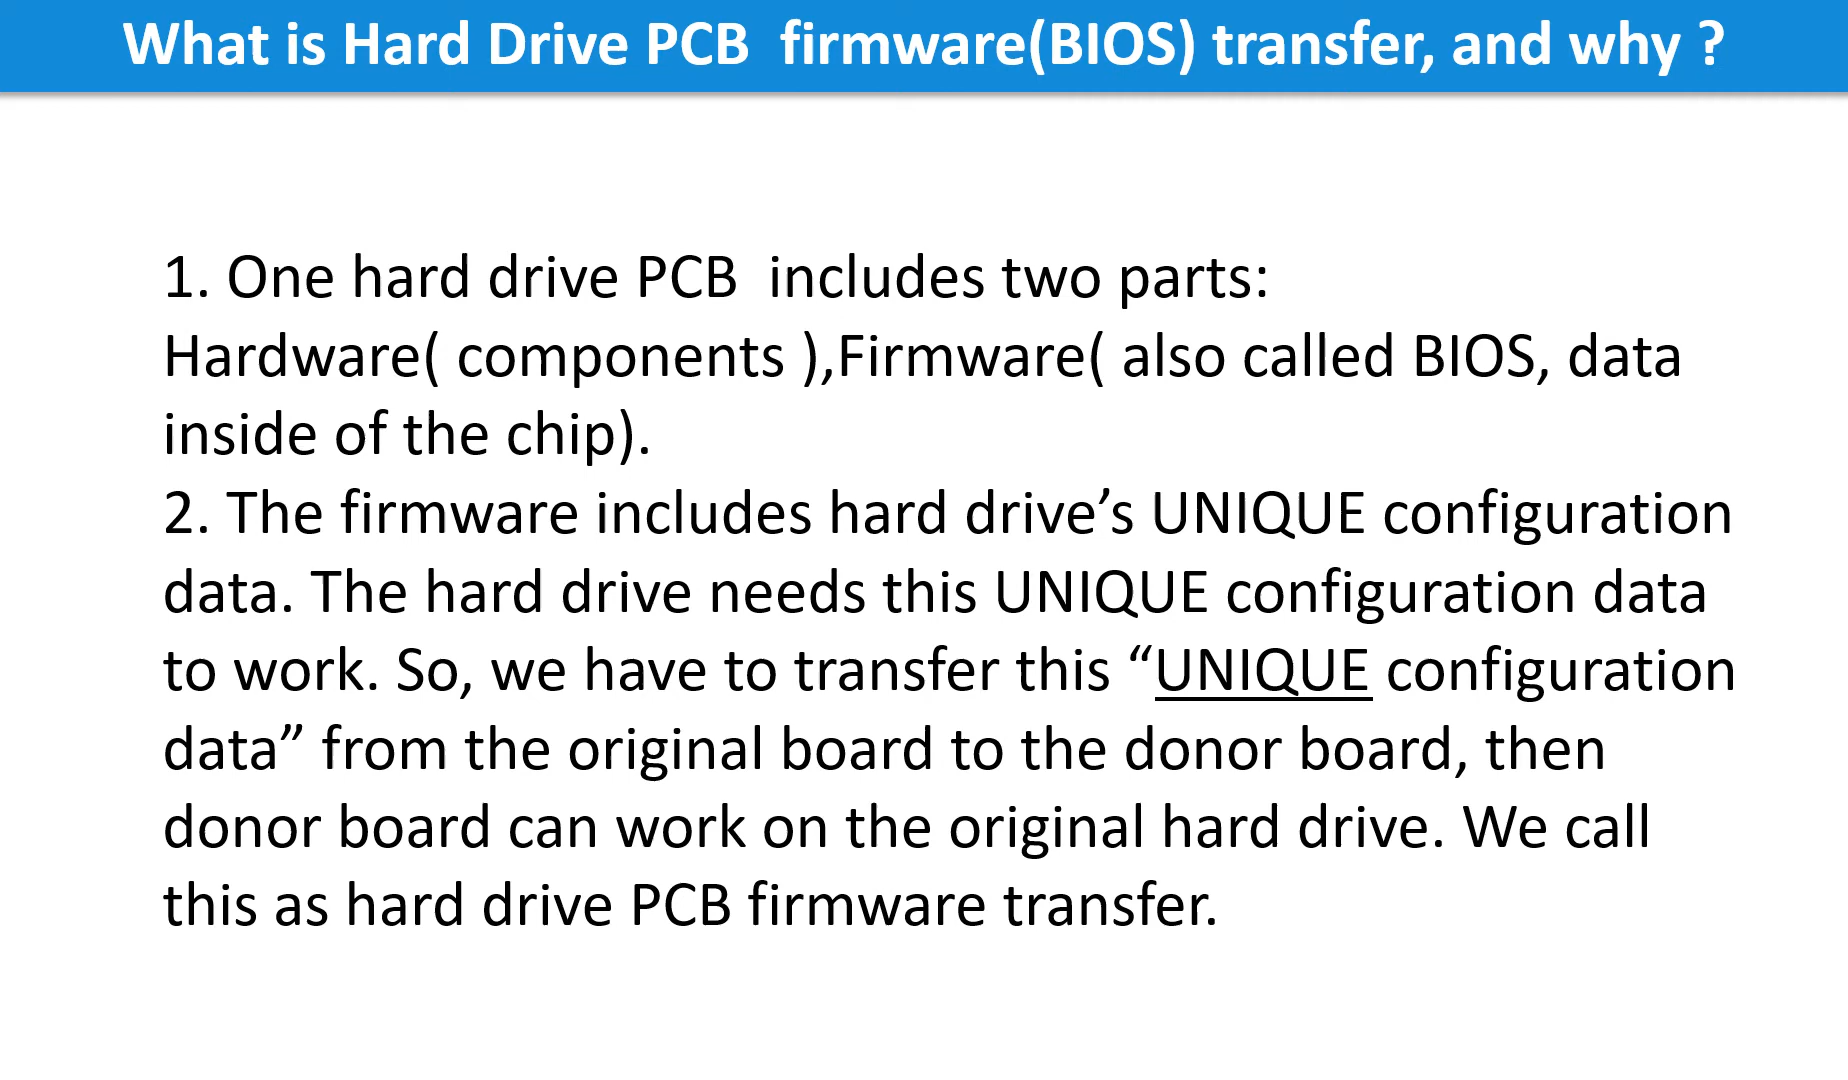 What is Hard Drive PCB  firmware(BIOS) transfer, and why ?
1. One hard drive PCB  includes two parts:
Hardware( components ),Firmware( also called BIOS, data
inside of the chip).
2. The firmware includes hard drive’s UNIQUE configuration
data. The hard drive needs this UNIQUE configuration data
to work. So, we have to transfer this “UNIQUE configuration
data” from the original board to the donor board, then
donor board can work on the original hard drive. We call
this as hard drive PCB firmware transfer.